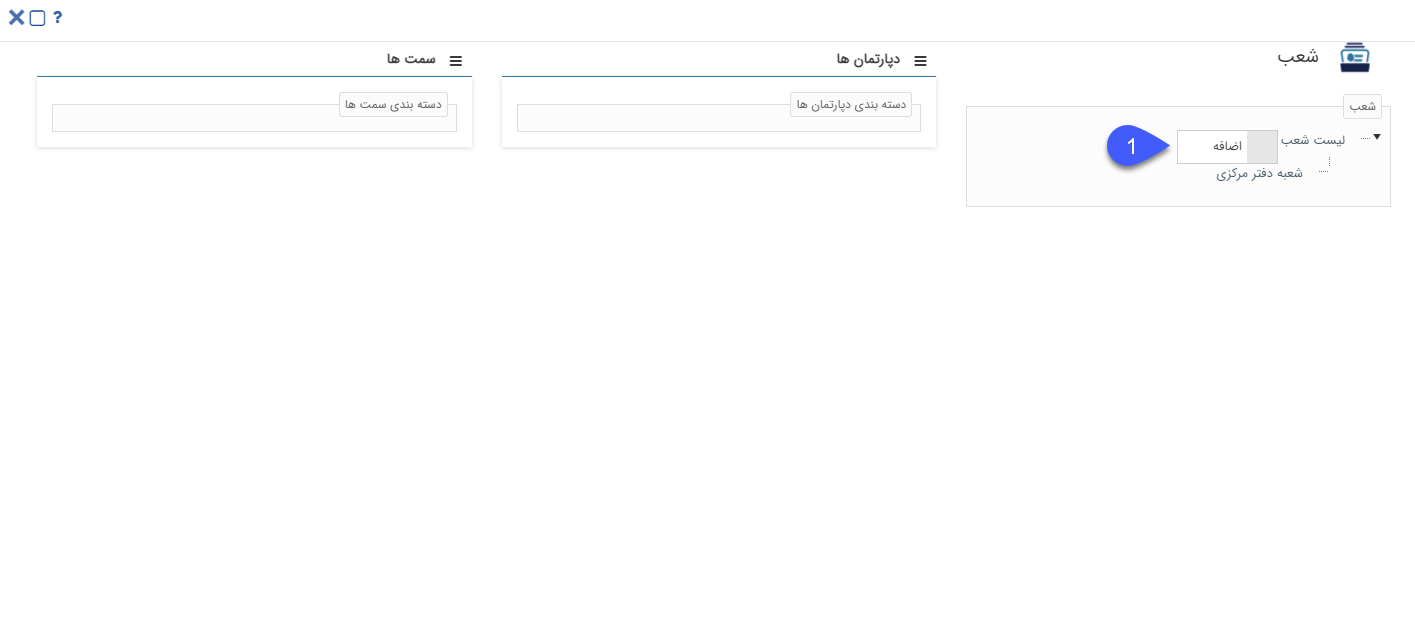 ?
شعب
شعب
لیست شعب
اضافه
1
شعبه دفتر مرکزی
دپارتمان ها
دسته بندی دپارتمان ها
سمت ها
دسته بندی سمت ها